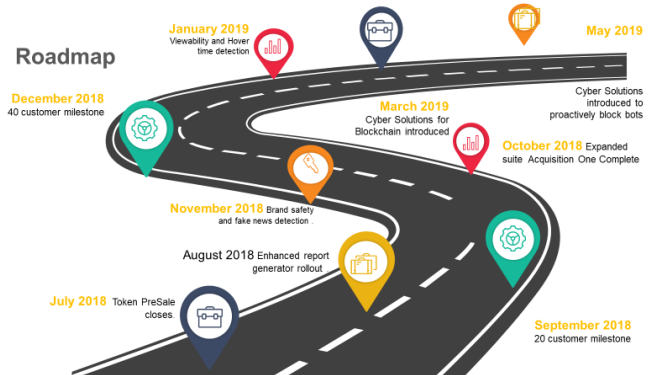 Roadmap
January 2019
Viewability and Hover
time detection
May 2019
Cyber Solutions
introduced to
proactively block bots
December 2018
40 customer milestone
March 2019
Cyber Solutions for
Blockchain introduced
October 2018 Expanded
suite Acquisition One Complete
November 2018 Brand safety
and fake news detection .
August 2018 Enhanced report
generator rollout .
July 2018 Token PreSale
closes.
September 2018
20 customer milestone